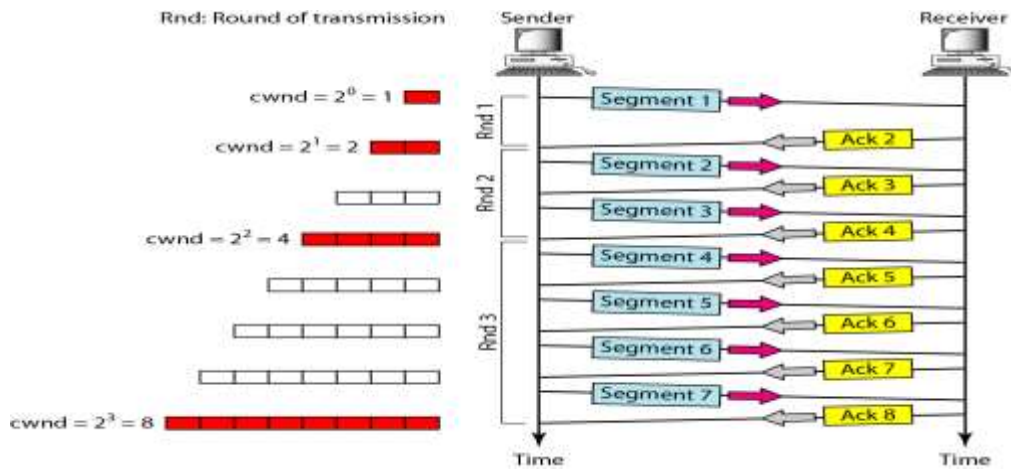 Rnd: Round of transmission
Sender
Receiver
cwnd = 2⁰ = 1
Rnd 1
Segment 1
Ack 2
cwnd = 2¹ = 2
Rnd 2
Segment 2
Ack 3
Segment 3
Ack 4
cwnd = 2² = 4
Rnd 3
Segment 4
Ack 5
Segment 5
Ack 6
Segment 6
Ack 7
Segment 7
Ack 8
cwnd = 2³ = 8
Time
Time